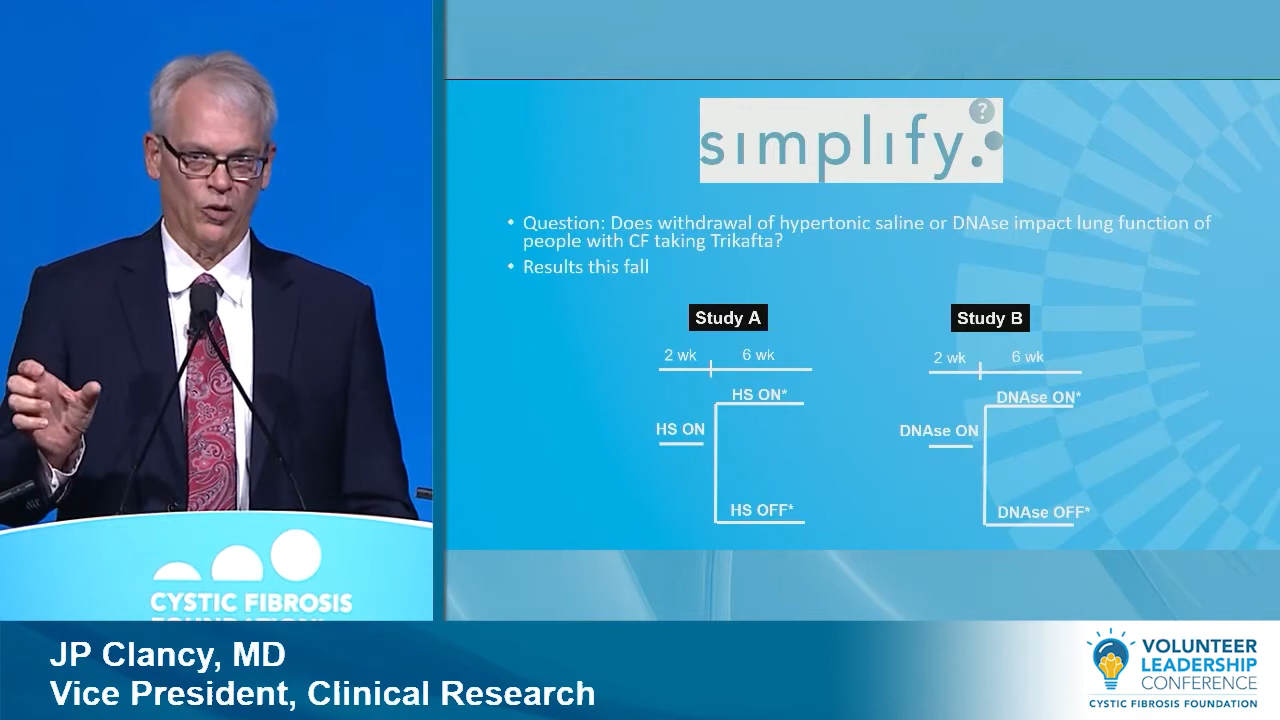 simplify
?
• Question: Does withdrawal of hypertonic saline or DNAse impact lung function of
people with CF taking Trikafta?
• Results this fall
Study A
2 wk
6 wk
HS ON*
HS ON
HS OFF*
Study B
2 wk
6 wk
DNAse ON*
DNAse ON
DNAse OFF*
CYSTIC FIBROSIS
FOUNDATION
JP Clancy, MD
Vice President, Clinical Research
VOLUNTEER
LEADERSHIP
CONFERENCE
CYSTIC FIBROSIS FOUNDATION